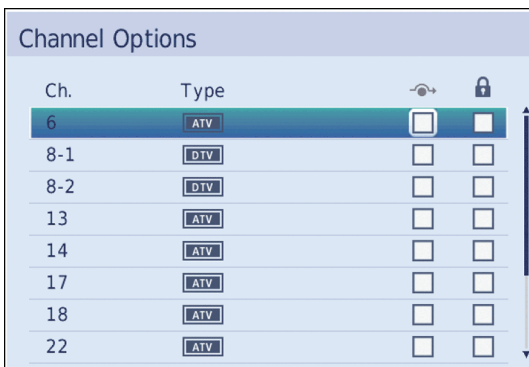 Channel Options
Ch. Type
6 ATV
8-1 DTV
8-2 DTV
13 ATV
14 ATV
17 ATV
18 ATV
22 ATV